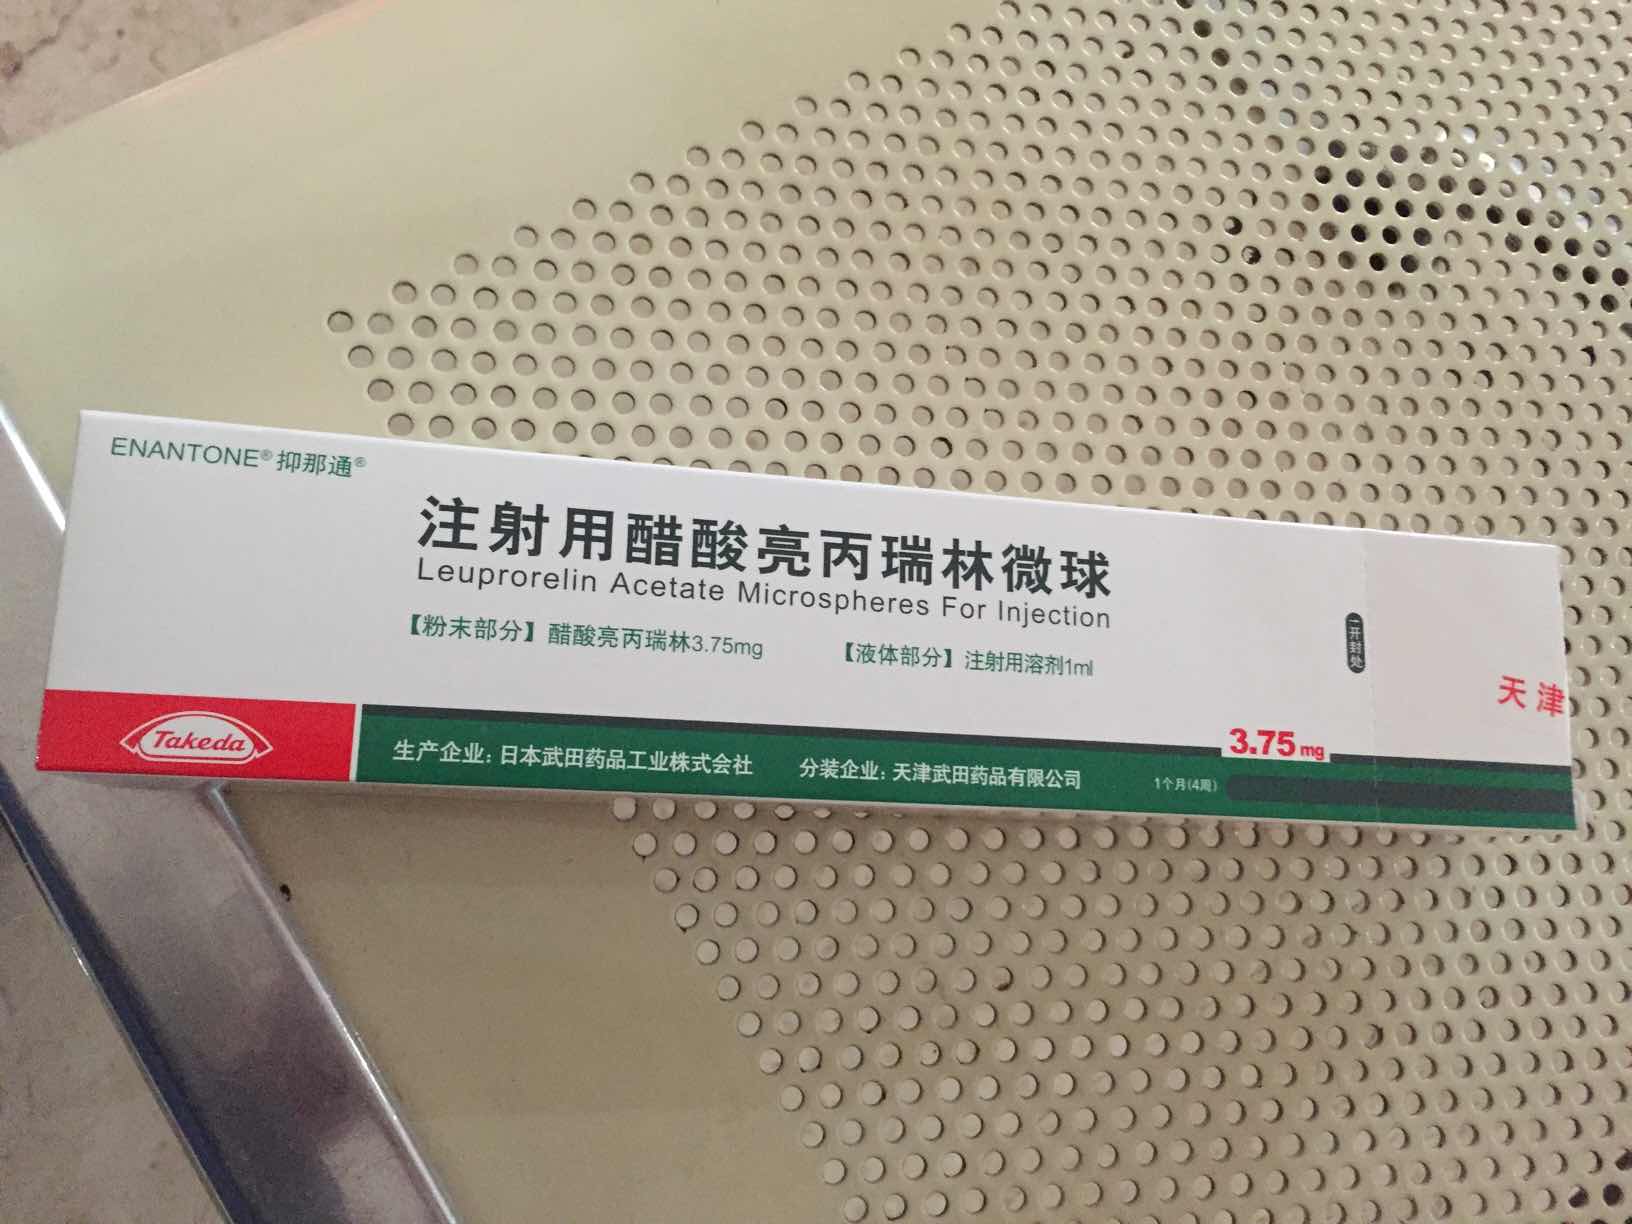 ENANTONE® 抑那通®
注射用醋酸亮丙瑞林微球
Leuprorelin Acetate Microspheres For Injection
【粉末部分】醋酸亮丙瑞林3.75mg 【液体部分】注射用溶剂1ml
开封处
天津
3.75 mg
Takeda
生产企业:日本武田药品工业株式会社 分装企业:天津武田药品有限公司 1个月(4周)